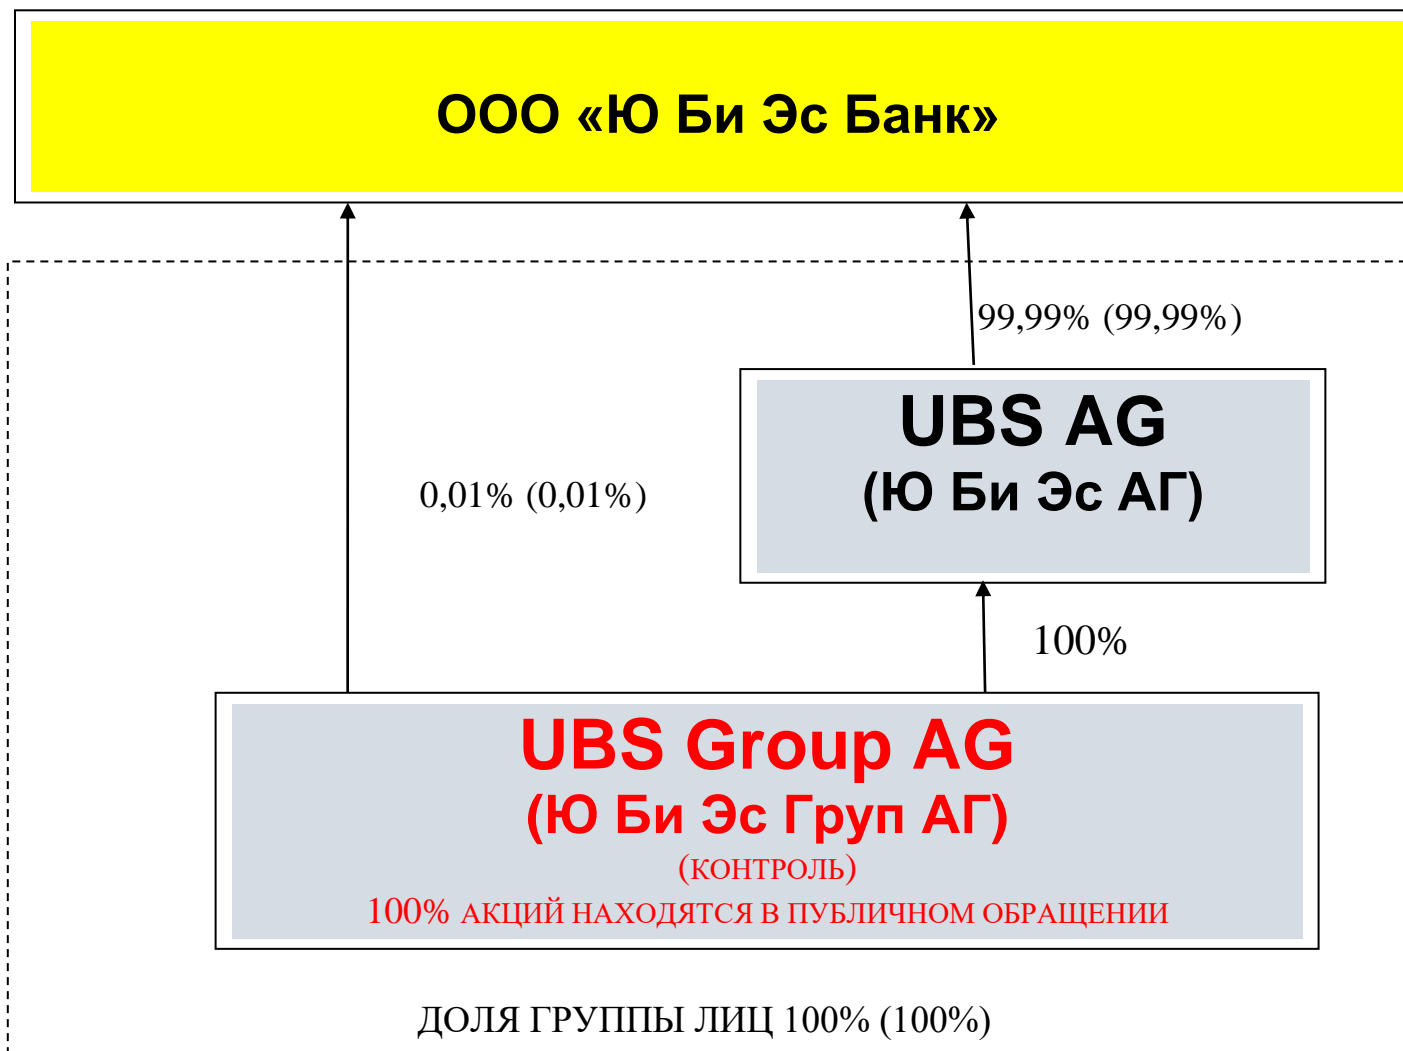 ООО «Ю Би Эс Банк»
99,99% (99,99%)
UBS AG
(Ю Би Эс АГ)
0,01% (0,01%)
100%
UBS Group AG
(Ю Би Эс Груп АГ)
(КОНТРОЛЬ)
100% АКЦИЙ НАХОДЯТСЯ В ПУБЛИЧНОМ ОБРАЩЕНИИ
ДОЛЯ ГРУППЫ ЛИЦ 100% (100%)